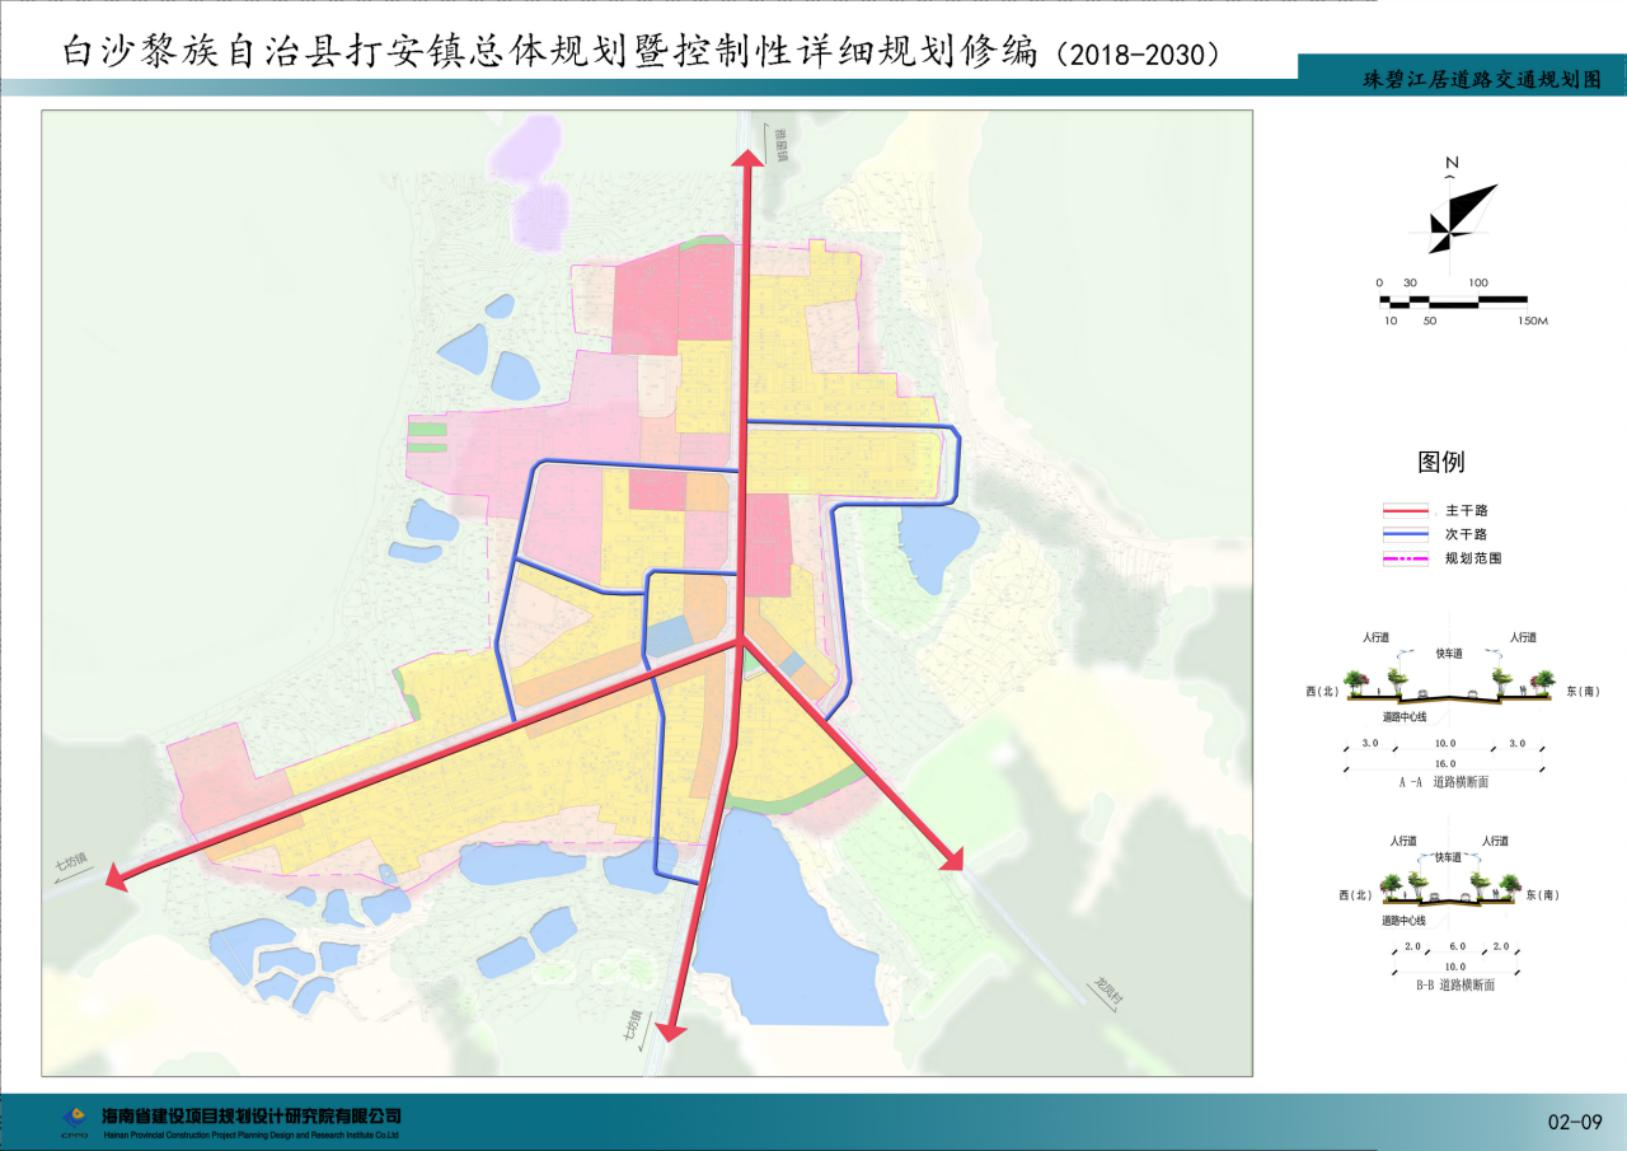 白沙黎族自治县打安镇总体规划暨控制性详细规划修编（2018-2030）
珠碧江居道路交通规划图
雅星镇
七坊镇
七坊镇
龙凤村
N
0 30 100
10 50 150M
图例
主干路
次干路
规划范围
人行道 人行道
快车道
西(北) 东(南)
道路中心线
3.0 10.0 3.0
16.0
A -A 道路横断面
人行道 人行道
快车道
西(北) 东(南)
道路中心线
2.0 6.0 2.0
10.0
B-B 道路横断面
CPPD
海南省建设项目规划设计研究院有限公司
Hainan Provincial Construction Project Planning Design and Research Institute Co.Ltd
02-09